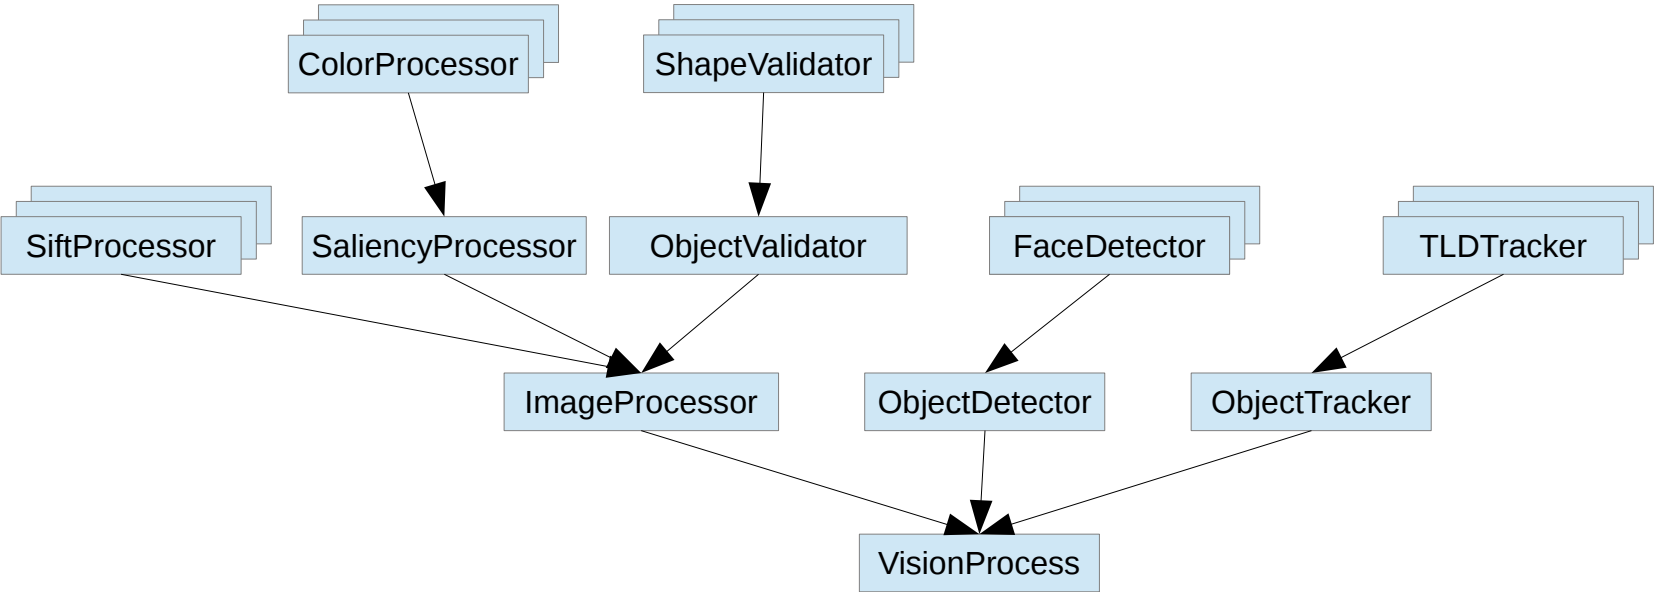 ColorProcessor
ShapeValidator
SiftProcessor
SaliencyProcessor
ObjectValidator
FaceDetector
TLDTracker
ImageProcessor
ObjectDetector
ObjectTracker
VisionProcess